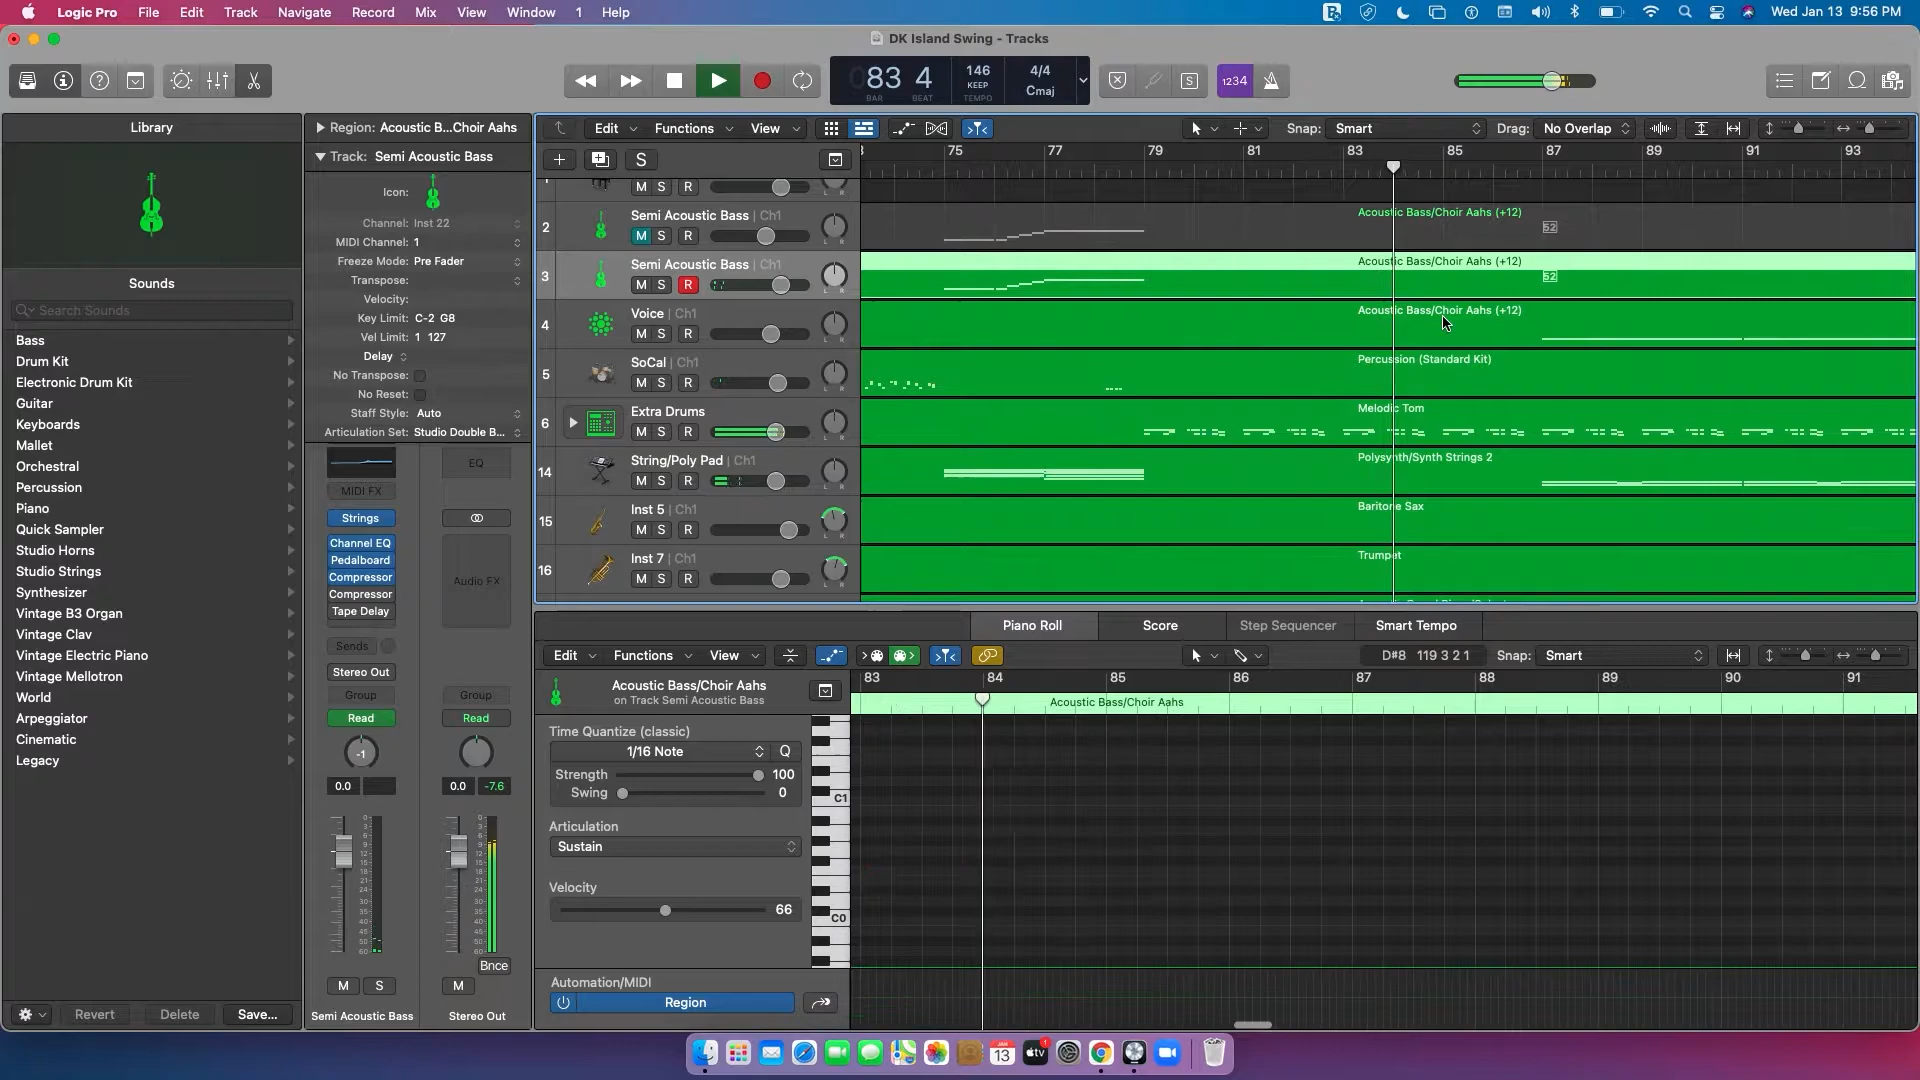 Logic Pro File Edit Track Navigate Record Mix View Window 1 Help Wed Jan 13 9:56 PM
DK Island Swing - Tracks
83 4 146 KEEP TEMPO 4/4 Cmaj
BAR BEAT
1234
Library
Region: Acoustic B...Choir Aahs
Track: Semi Acoustic Bass
Icon:
Channel: Inst 22
MIDI Channel: 1
Freeze Mode: Pre Fader
Transpose:
Velocity:
Key Limit: C-2 G8
Vel Limit: 1 127
Delay
No Transpose:
No Reset:
Staff Style: Auto
Articulation Set: Studio Double B...
Sounds
Search Sounds
Bass
Drum Kit
Electronic Drum Kit
Guitar
Keyboards
Mallet
Orchestral
Percussion
Piano
Quick Sampler
Studio Horns
Studio Strings
Synthesizer
Vintage B3 Organ
Vintage Clav
Vintage Electric Piano
Vintage Mellotron
World
Arpeggiator
Cinematic
Legacy
Revert Delete Save...
EQ
MIDI FX
Strings
Channel EQ
Pedalboard
Compressor
Compressor
Tape Delay
Audio FX
Sends
Stereo Out
Group Group
Read Read
-1
0.0 0.0 -7.6
Bnce
M S M
Semi Acoustic Bass Stereo Out
Edit Functions View Snap: Smart Drag: No Overlap
S
75 77 79 81 83 85 87 89 91 93
M S R
2 Semi Acoustic Bass | Ch1
M S R
Acoustic Bass/Choir Aahs (+12)
52
3 Semi Acoustic Bass | Ch1
M S R
Acoustic Bass/Choir Aahs (+12)
52
4 Voice | Ch1
M S R
Acoustic Bass/Choir Aahs (+12)
5 SoCal | Ch1
M S R
Percussion (Standard Kit)
6 Extra Drums
M S R
Melodic Tom
14 String/Poly Pad | Ch1
M S R
Polysynth/Synth Strings 2
15 Inst 5 | Ch1
M S R
Baritone Sax
16 Inst 7 | Ch1
M S R
Trumpet
Piano Roll Score Step Sequencer Smart Tempo
Edit Functions View D#8 119 3 2 1 Snap: Smart
Acoustic Bass/Choir Aahs
on Track Semi Acoustic Bass
83 84 85 86 87 88 89 90 91
Acoustic Bass/Choir Aahs
Time Quantize (classic)
1/16 Note Q
Strength 100
Swing 0
Articulation
Sustain
Velocity
66
C1
C0
Automation/MIDI
Region
JAN
13
tv
1